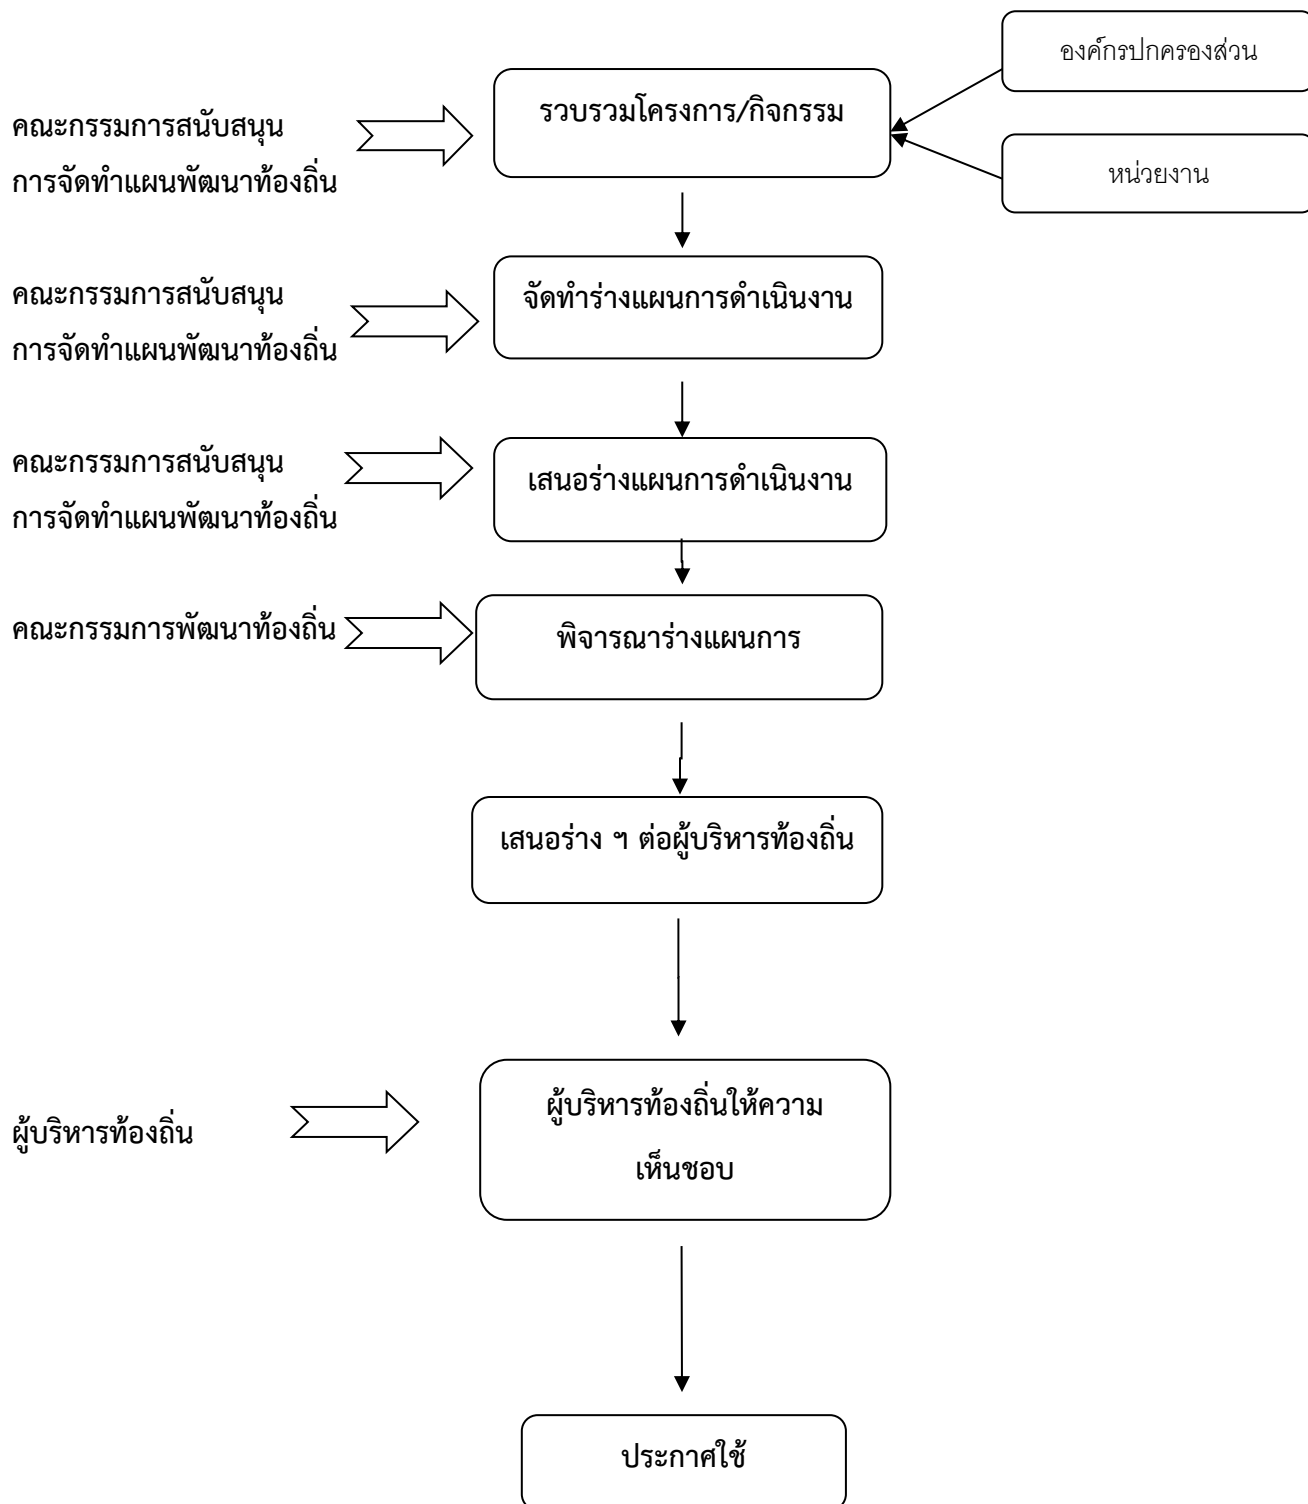 องค์กรปกครองส่วน
รวบรวมโครงการ/กิจกรรม
คณะกรรมการสนับสนุน
การจัดทำแผนพัฒนาท้องถิ่น
หน่วยงาน
คณะกรรมการสนับสนุน
การจัดทำแผนพัฒนาท้องถิ่น
จัดทำร่างแผนการดำเนินงาน
คณะกรรมการสนับสนุน
การจัดทำแผนพัฒนาท้องถิ่น
เสนอร่างแผนการดำเนินงาน
คณะกรรมการพัฒนาท้องถิ่น
พิจารณาร่างแผนการ
เสนอร่าง ฯ ต่อผู้บริหารท้องถิ่น
ผู้บริหารท้องถิ่น
ผู้บริหารท้องถิ่นให้ความ
เห็นชอบ
ประกาศใช้